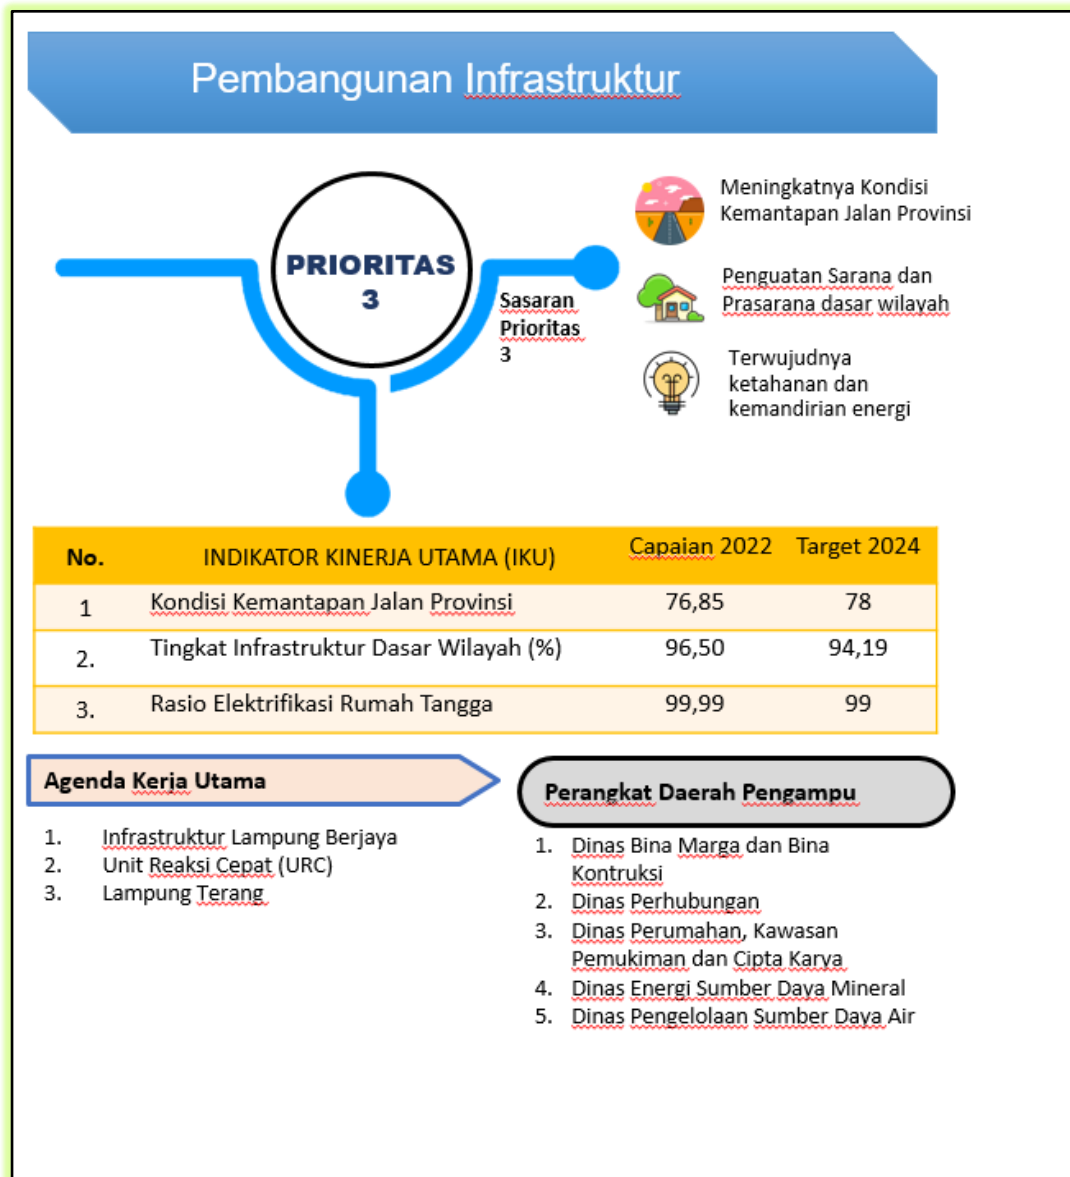 Pembangunan Infrastruktur
PRIORITAS
3
Sasaran
Prioritas
3
Meningkatnya Kondisi
Kemantapan Jalan Provinsi
Penguatan Sarana dan
Prasarana dasar wilayah
Terwujudnya
ketahanan dan
kemandirian energi
No. INDIKATOR KINERJA UTAMA (IKU) Capaian 2022 Target 2024
1 Kondisi Kemantapan Jalan Provinsi 76,85 78
2. Tingkat Infrastruktur Dasar Wilayah (%) 96,50 94,19
3. Rasio Elektrifikasi Rumah Tangga 99,99 99
Agenda Kerja Utama
1. Infrastruktur Lampung Berjaya
2. Unit Reaksi Cepat (URC)
3. Lampung Terang
Perangkat Daerah Pengampu
1. Dinas Bina Marga dan Bina
Kontruksi
2. Dinas Perhubungan
3. Dinas Perumahan, Kawasan
Pemukiman dan Cipta Karya
4. Dinas Energi Sumber Daya Mineral
5. Dinas Pengelolaan Sumber Daya Air